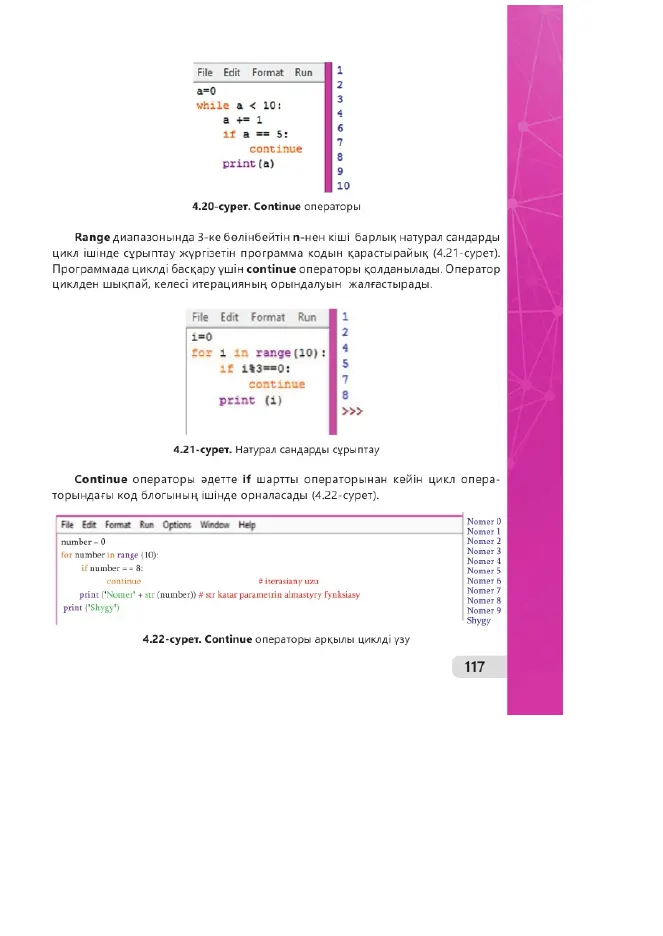 File Edit Format Run
a=0
while a < 10:
a += 1
if a == 5:
continue
print(a)
1
2
3
4
6
7
8
9
10
4.20-сурет. Continue операторы
Range диапазонында 3-ке бөлінбейтін n-нен кіші барлық натурал сандарды
цикл ішінде сұрыптау жүргізетін программа кодын қарастырайық (4.21-сурет).
Программада циклді басқару үшін continue операторы қолданылады. Оператор
циклден шықпай, келесі итерацияның орындалуын жалғастырады.
File Edit Format Run
i=0
for i in range(10):
if i%3==0:
continue
print (i)
1
2
4
5
7
8
>>>
4.21-сурет. Натурал сандарды сұрыптау
Continue операторы әдетте if шартты операторынан кейін цикл опера-
торындағы код блогының ішінде орналасады (4.22-сурет).
File Edit Format Run Options Window Help
number = 0
for number in range (10):
if number = = 8:
continue # iterasiany uzu
print ("Nomer" + str (number)) # str katar parametrin almastyry fynksiasy
print ("Shygy")
Nomer 0
Nomer 1
Nomer 2
Nomer 3
Nomer 4
Nomer 5
Nomer 6
Nomer 7
Nomer 8
Nomer 9
Shygy
4.22-сурет. Continue операторы арқылы циклді үзу
117